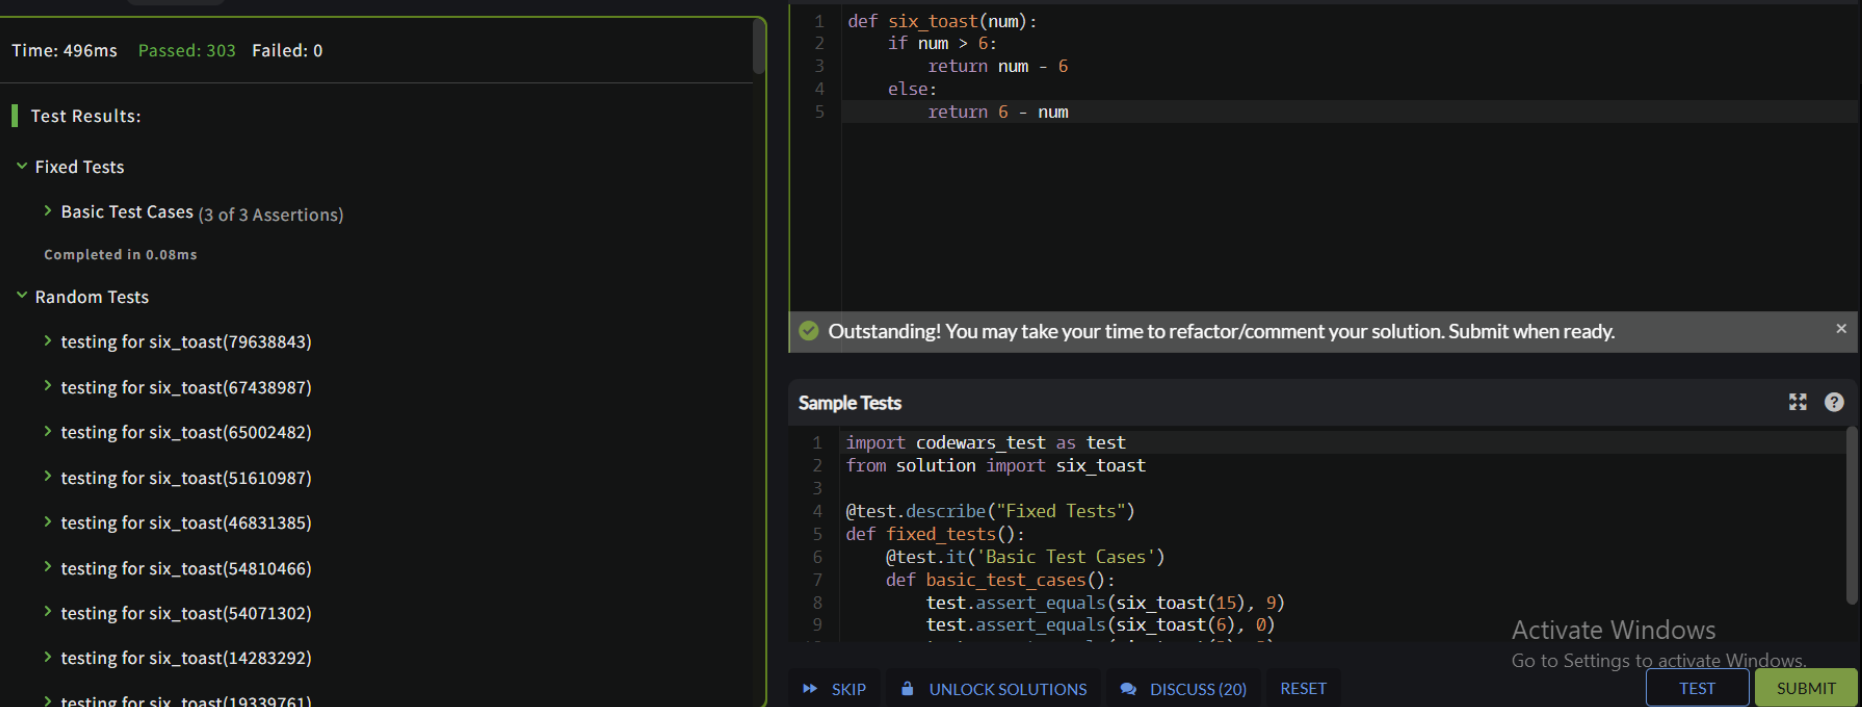 Time: 496ms Passed: 303 Failed: 0
Test Results:
Fixed Tests
Basic Test Cases (3 of 3 Assertions)
Completed in 0.08ms
Random Tests
testing for six_toast(79638843)
testing for six_toast(67438987)
testing for six_toast(65002482)
testing for six_toast(51610987)
testing for six_toast(46831385)
testing for six_toast(54810466)
testing for six_toast(54071302)
testing for six_toast(14283292)
testing for six_toast(19339761)
1 def six_toast(num):
2 if num > 6:
3 return num - 6
4 else:
5 return 6 - num
Outstanding! You may take your time to refactor/comment your solution. Submit when ready.
Sample Tests
1 import codewars_test as test
2 from solution import six_toast
3
4 @test.describe("Fixed Tests")
5 def fixed_tests():
6 @test.it('Basic Test Cases')
7 def basic_test_cases():
8 test.assert_equals(six_toast(15), 9)
9 test.assert_equals(six_toast(6), 0)
Activate Windows
Go to Settings to activate Windows.
SKIP UNLOCK SOLUTIONS DISCUSS (20) RESET TEST SUBMIT